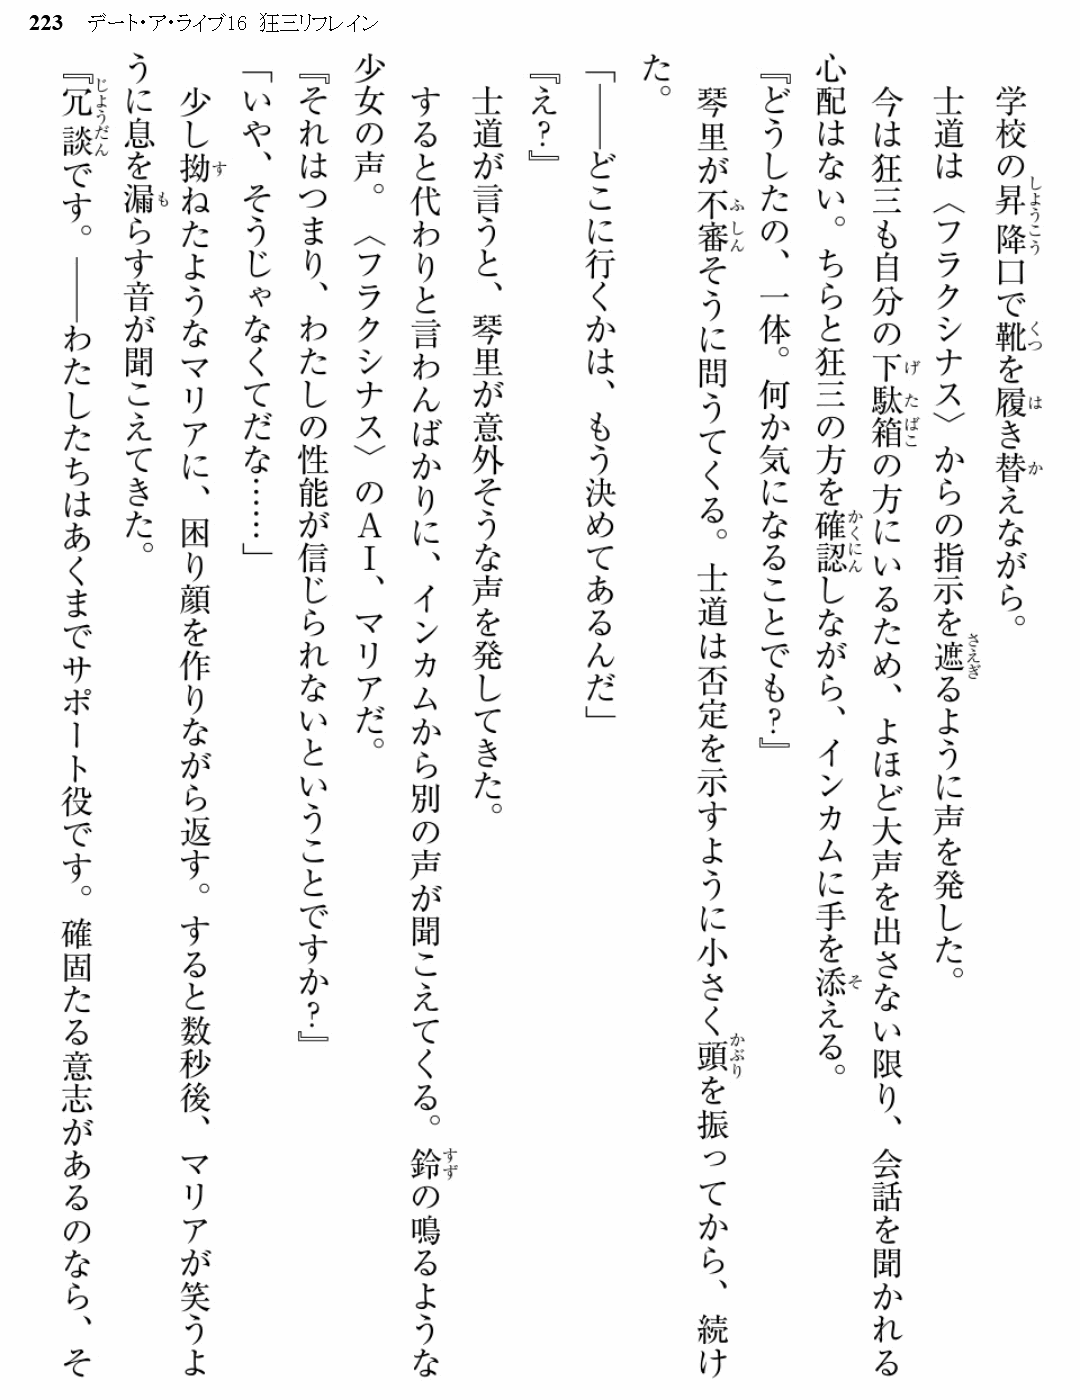 223 デート・ア・ライブ16 狂三リフレイン
学校の昇降口で靴を履き替えながら。
士道は〈フラクシナス〉からの指示を遮るように声を発した。
今は狂三も自分の下駄箱の方にいるため、よほど大声を出さない限り、会話を聞かれる
心配はない。ちらと狂三の方を確認しながら、インカムに手を添える。
『どうしたの、一体。何か気になることでも？』
琴里が不審そうに問うてくる。士道は否定を示すように小さく頭を振ってから、続け
た。
「――どこに行くかは、もう決めてあるんだ」
『え？』
士道が言うと、琴里が意外そうな声を発してきた。
すると代わりと言わんばかりに、インカムから別の声が聞こえてくる。鈴の鳴るような
少女の声。〈フラクシナス〉のＡＩ、マリアだ。
『それはつまり、わたしの性能が信じられないということですか？』
「いや、そうじゃなくてだな……」
少し拗ねたようなマリアに、困り顔を作りながら返す。すると数秒後、マリアが笑うよ
うに息を漏らす音が聞こえてきた。
『冗談です。――わたしたちはあくまでサポート役です。確固たる意志があるのなら、そ